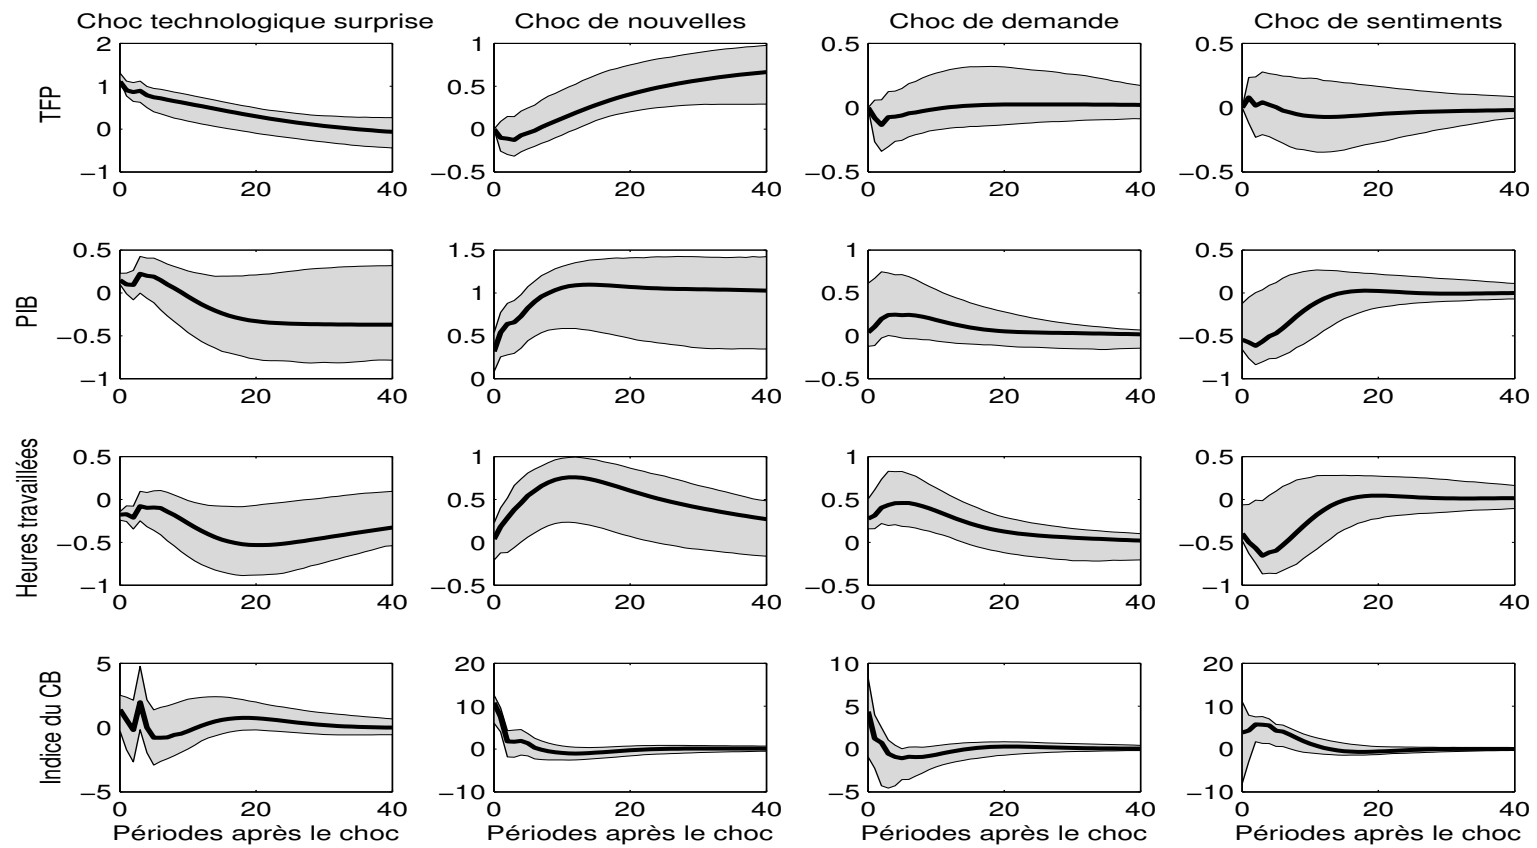 Choc technologique surprise Choc de nouvelles Choc de demande Choc de sentiments
2 1 0.5 0.5
1 0.5 0 0
0 0
−1 −0.5 −0.5 −0.5
TFP
0 20 40 0 20 40 0 20 40 0 20 40
0.5 1.5 1 0.5
0 1 0.5 0
−0.5 0.5 0 −0.5
−1 0 −0.5 −1
PIB
0 20 40 0 20 40 0 20 40 0 20 40
0.5 1 1 0.5
0 0.5 0.5 0
−0.5 0 0 −0.5
−1 −0.5 −0.5 −1
Heures travaillées
0 20 40 0 20 40 0 20 40 0 20 40
5 20 10 20
0 10 5 10
0 0 0
−5 −10 −5 −10
Indice du CB
0 20 40 0 20 40 0 20 40 0 20 40
Périodes après le choc Périodes après le choc Périodes après le choc Périodes après le choc